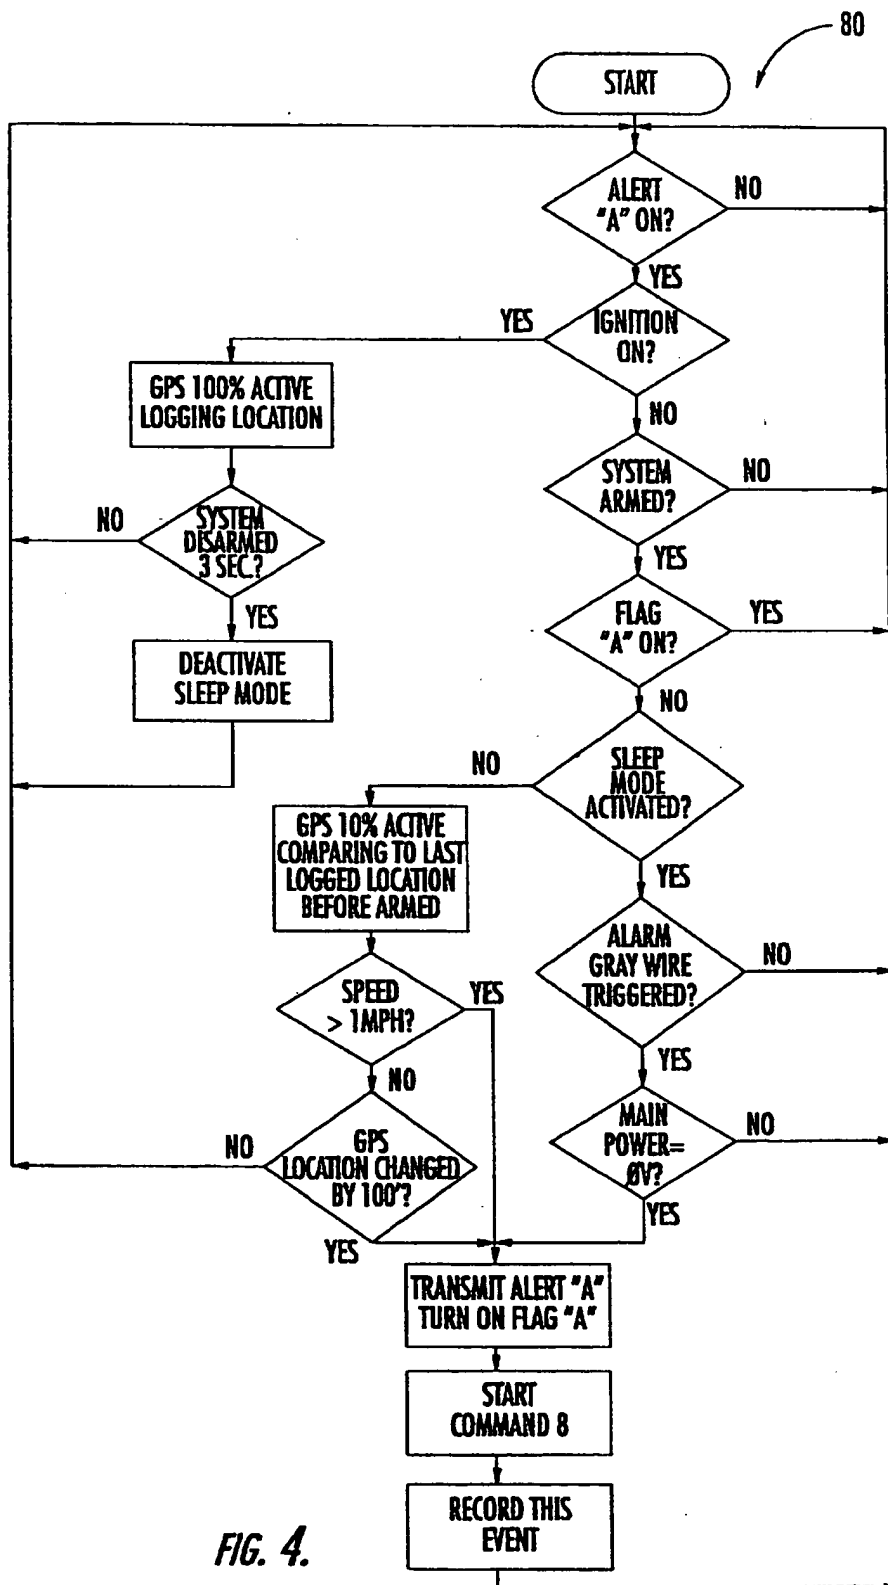 80
START
ALERT
"A" ON?
NO
YES
IGNITION
ON?
YES
NO
GPS 100% ACTIVE
LOGGING LOCATION
SYSTEM
ARMED?
NO
YES
SYSTEM
DISARMED
3 SEC.?
NO
YES
FLAG
"A" ON?
YES
NO
DEACTIVATE
SLEEP MODE
SLEEP
MODE
ACTIVATED?
NO
YES
GPS 10% ACTIVE
COMPARING TO LAST
LOGGED LOCATION
BEFORE ARMED
ALARM
GRAY WIRE
TRIGGERED?
NO
YES
SPEED
> 1MPH?
YES
NO
MAIN
POWER=
0V?
NO
YES
GPS
LOCATION CHANGED
BY 100'?
NO
YES
TRANSMIT ALERT "A"
TURN ON FLAG "A"
START
COMMAND 8
RECORD THIS
EVENT
FIG. 4.